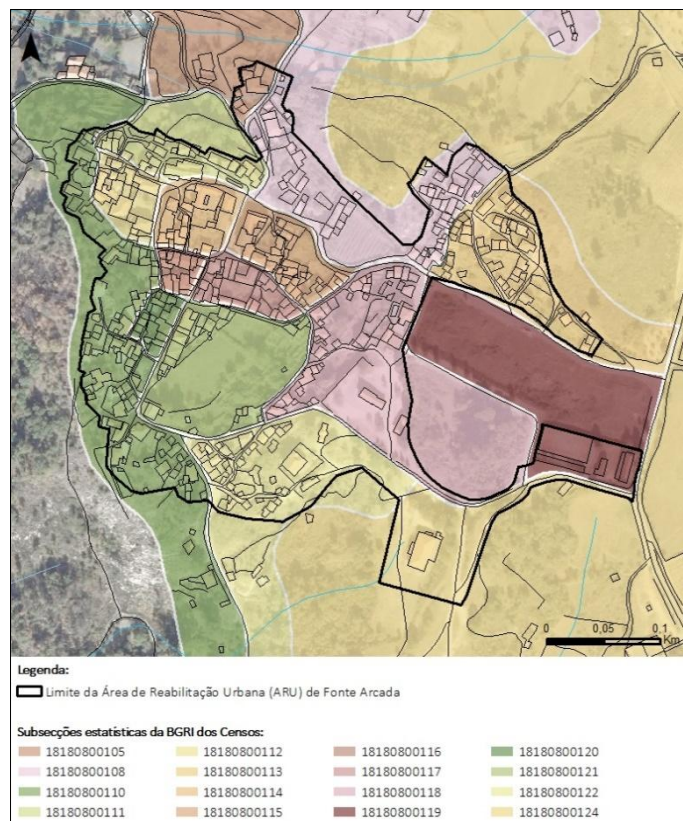 0 0,05 0,1
Km
Legenda:
Limite da Área de Reabilitação Urbana (ARU) de Fonte Arcada
Subsecções estatísticas da BGRI dos Censos:
18180800105 18180800112 18180800116 18180800120
18180800108 18180800113 18180800117 18180800121
18180800110 18180800114 18180800118 18180800122
18180800111 18180800115 18180800119 18180800124